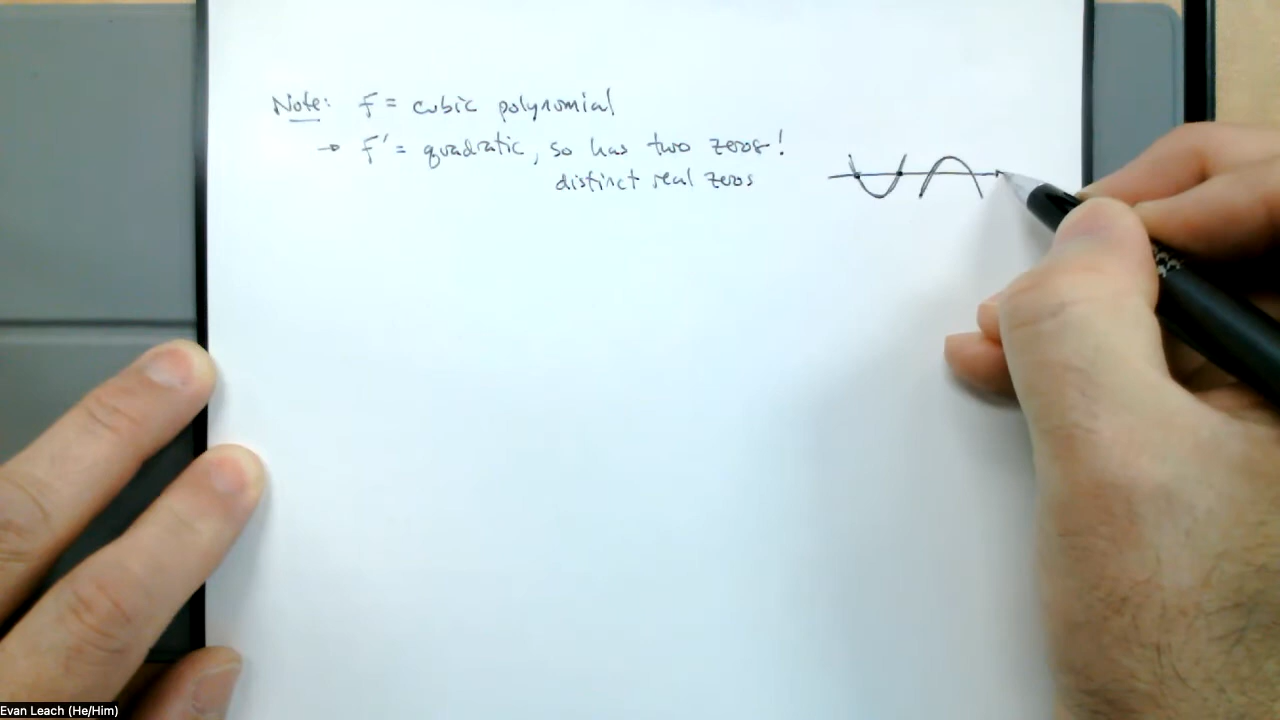 Note: f = cubic polynomial
→ f' = quadratic, so has two zeros!
distinct real zeros
Evan Leach (He/Him)